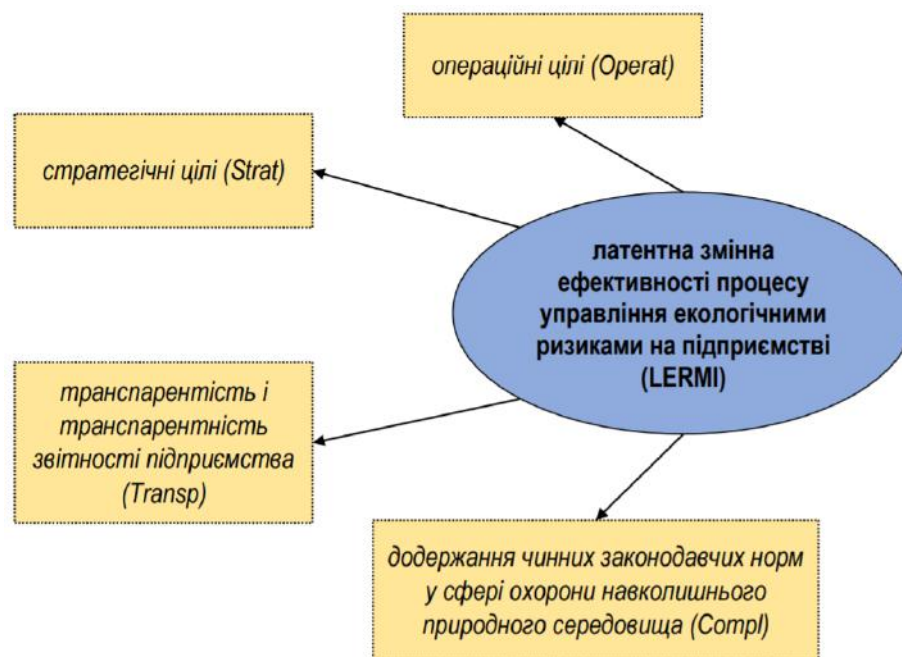 операційні цілі (Operat)
стратегічні цілі (Strat)
латентна змінна
ефективності процесу
управління екологічними
ризиками на підприємстві
(LERMI)
транспарентість і
транспарентність
звітності підприємства
(Transp)
додержання чинних законодавчих норм
у сфері охорони навколишнього
природного середовища (Compl)